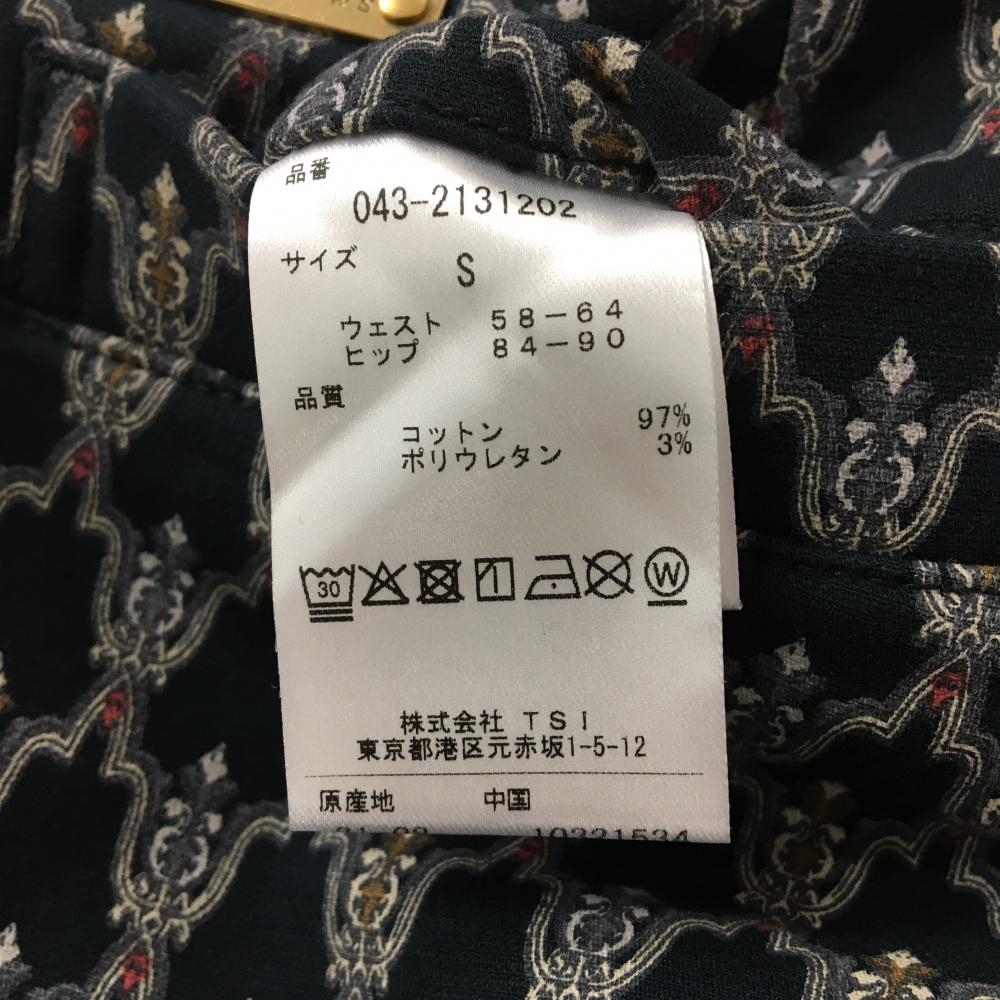 品番
043-2131202
サイズ S
ウェスト 58-64
ヒップ 84-90
品質
コットン 97%
ポリウレタン 3%
30
W
株式会社 TSI
東京都港区元赤坂1-5-12
原産地 中国